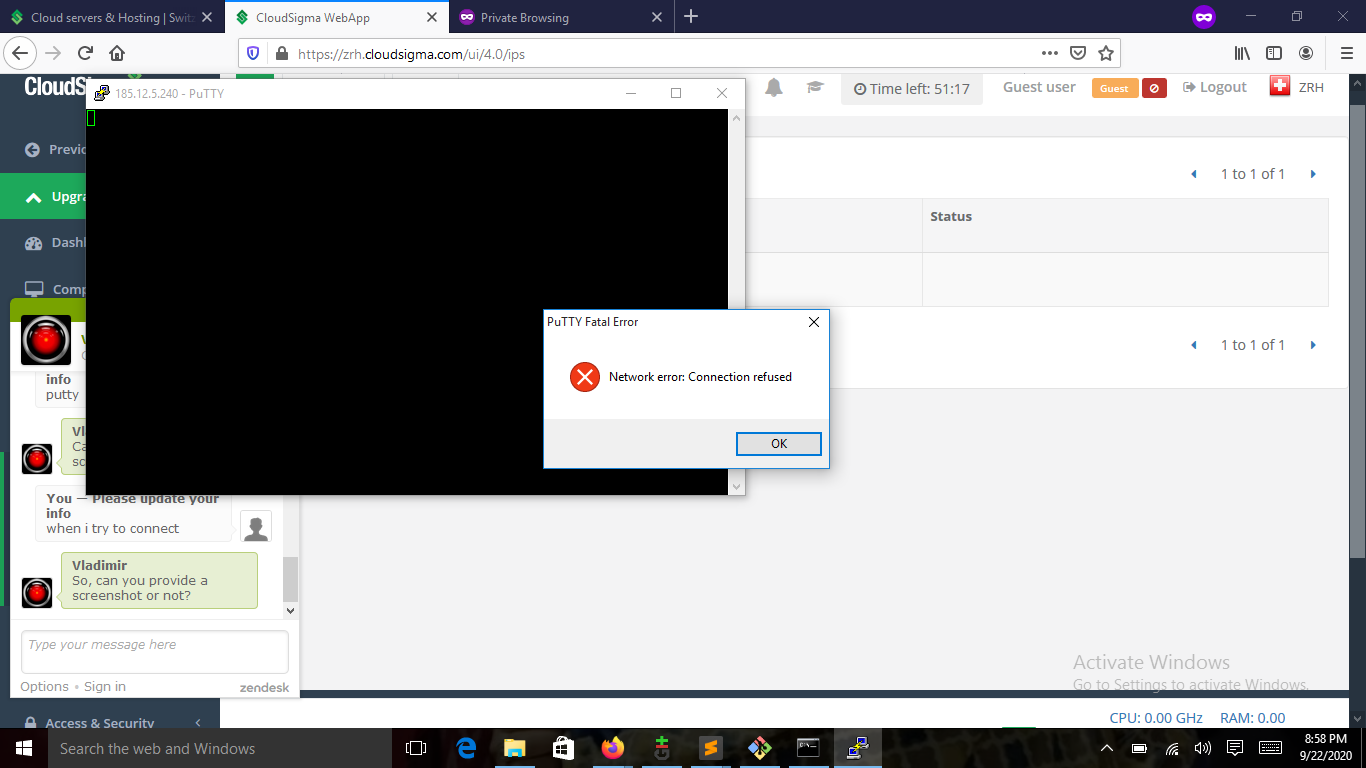 Cloud servers & Hosting | Swit
CloudSigma WebApp
Private Browsing
https://zrh.cloudsigma.com/ui/4.0/ips
CloudS
185.12.5.240 - PuTTY
Time left: 51:17
Guest user
Guest
Logout
ZRH
Previo
Upgra
Dashb
Comp
1 to 1 of 1
Status
PuTTY Fatal Error
Network error: Connection refused
OK
1 to 1 of 1
info
putty
You — Please update your
info
when i try to connect
Vladimir
So, can you provide a
screenshot or not?
Type your message here
Options • Sign in
zendesk
Access & Security
Activate Windows
Go to Settings to activate Windows.
CPU: 0.00 GHz
RAM: 0.00
Search the web and Windows
8:58 PM
9/22/2020